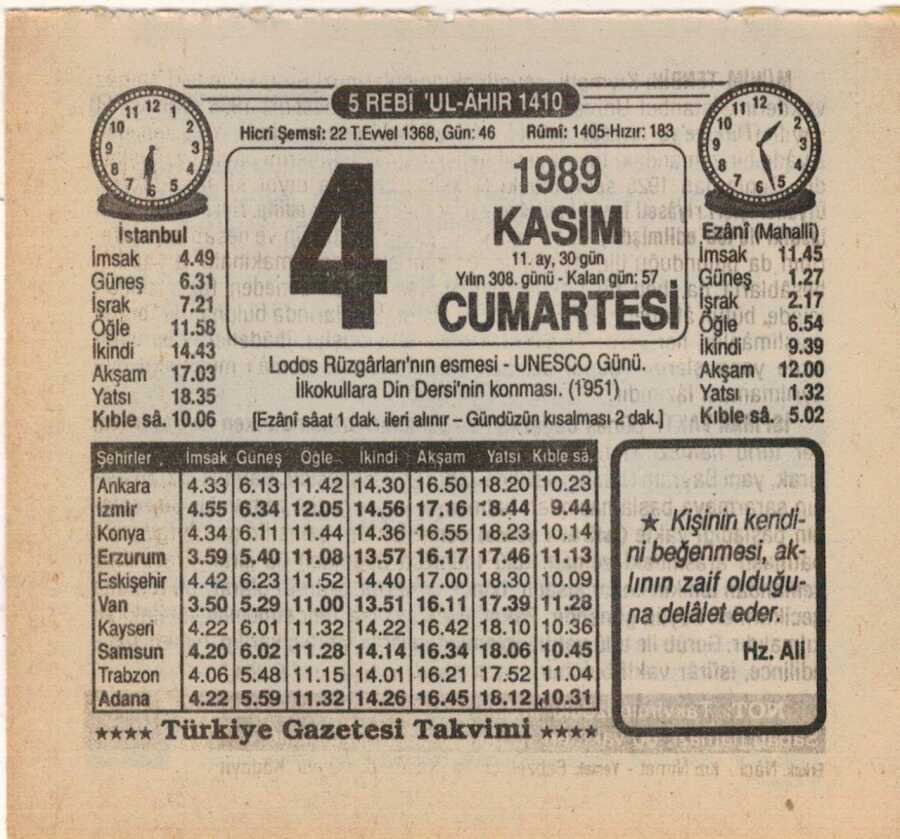 5 REBÎ 'UL-ÂHIR 1410
Hicrî Şemsî: 22 T.Evvel 1368, Gün: 46 Rûmî: 1405-Hızır: 183
4
1989
KASIM
11. ay, 30 gün
Yılın 308. günü - Kalan gün: 57
CUMARTESİ
İstanbul
İmsak 4.49
Güneş 6.31
İşrak 7.21
Öğle 11.58
İkindi 14.43
Akşam 17.03
Yatsı 18.35
Kıble sâ. 10.06
Ezânî (Mahallî)
İmsak 11.45
Güneş 1.27
İşrak 2.17
Öğle 6.54
İkindi 9.39
Akşam 12.00
Yatsı 1.32
Kıble sâ. 5.02
Lodos Rüzgârları'nın esmesi - UNESCO Günü.
İlkokullara Din Dersi'nin konması. (1951)
[Ezânî sâat 1 dak. ileri alınır – Gündüzün kısalması 2 dak.]
Şehirler İmsak Güneş Öğle İkindi Akşam Yatsı Kıble sâ.
Ankara 4.33 6.13 11.42 14.30 16.50 18.20 10.23
İzmir 4.55 6.34 12.05 14.56 17.16 18.44 9.44
Konya 4.34 6.11 11.44 14.36 16.55 18.23 10.14
Erzurum 3.59 5.40 11.08 13.57 16.17 17.46 11.13
Eskişehir 4.42 6.23 11.52 14.40 17.00 18.30 10.09
Van 3.50 5.29 11.00 13.51 16.11 17.39 11.28
Kayseri 4.22 6.01 11.32 14.22 16.42 18.10 10.36
Samsun 4.20 6.02 11.28 14.14 16.34 18.06 10.45
Trabzon 4.06 5.48 11.15 14.01 16.21 17.52 11.04
Adana 4.22 5.59 11.32 14.26 16.45 18.12 10.31
★ Kişinin kendi-
ni beğenmesi, ak-
lının zaif olduğu-
na delâlet eder.
Hz. Ali
★★★★ Türkiye Gazetesi Takvimi ★★★★